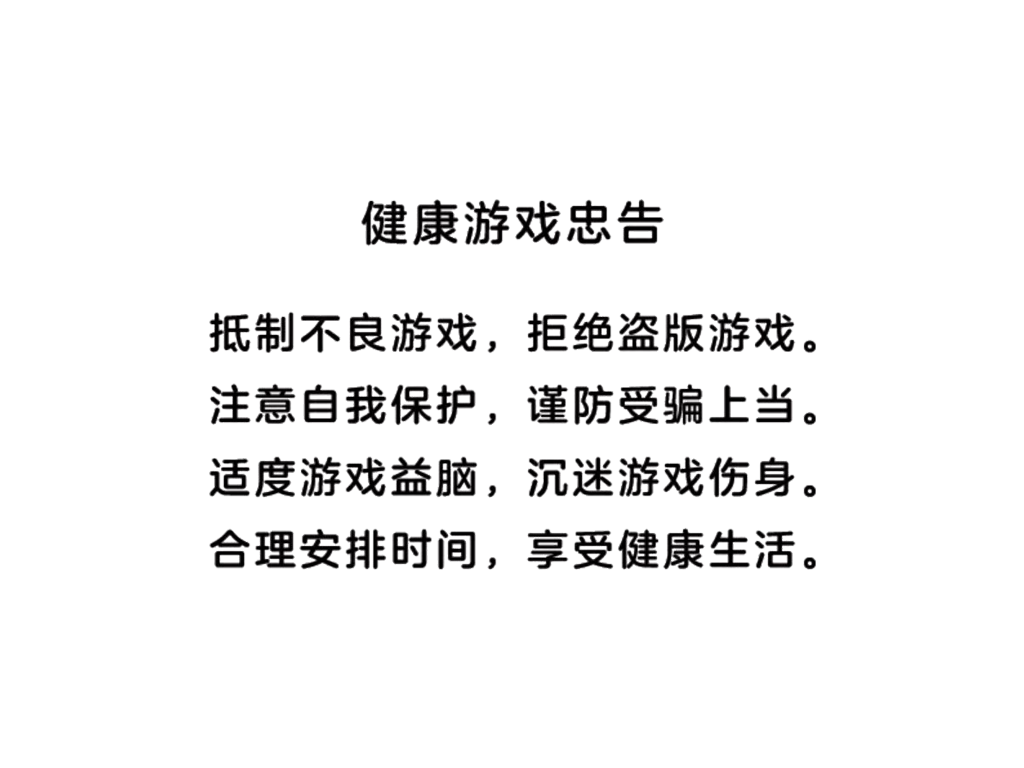 健康游戏忠告
抵制不良游戏，拒绝盗版游戏。
注意自我保护，谨防受骗上当。
适度游戏益脑，沉迷游戏伤身。
合理安排时间，享受健康生活。